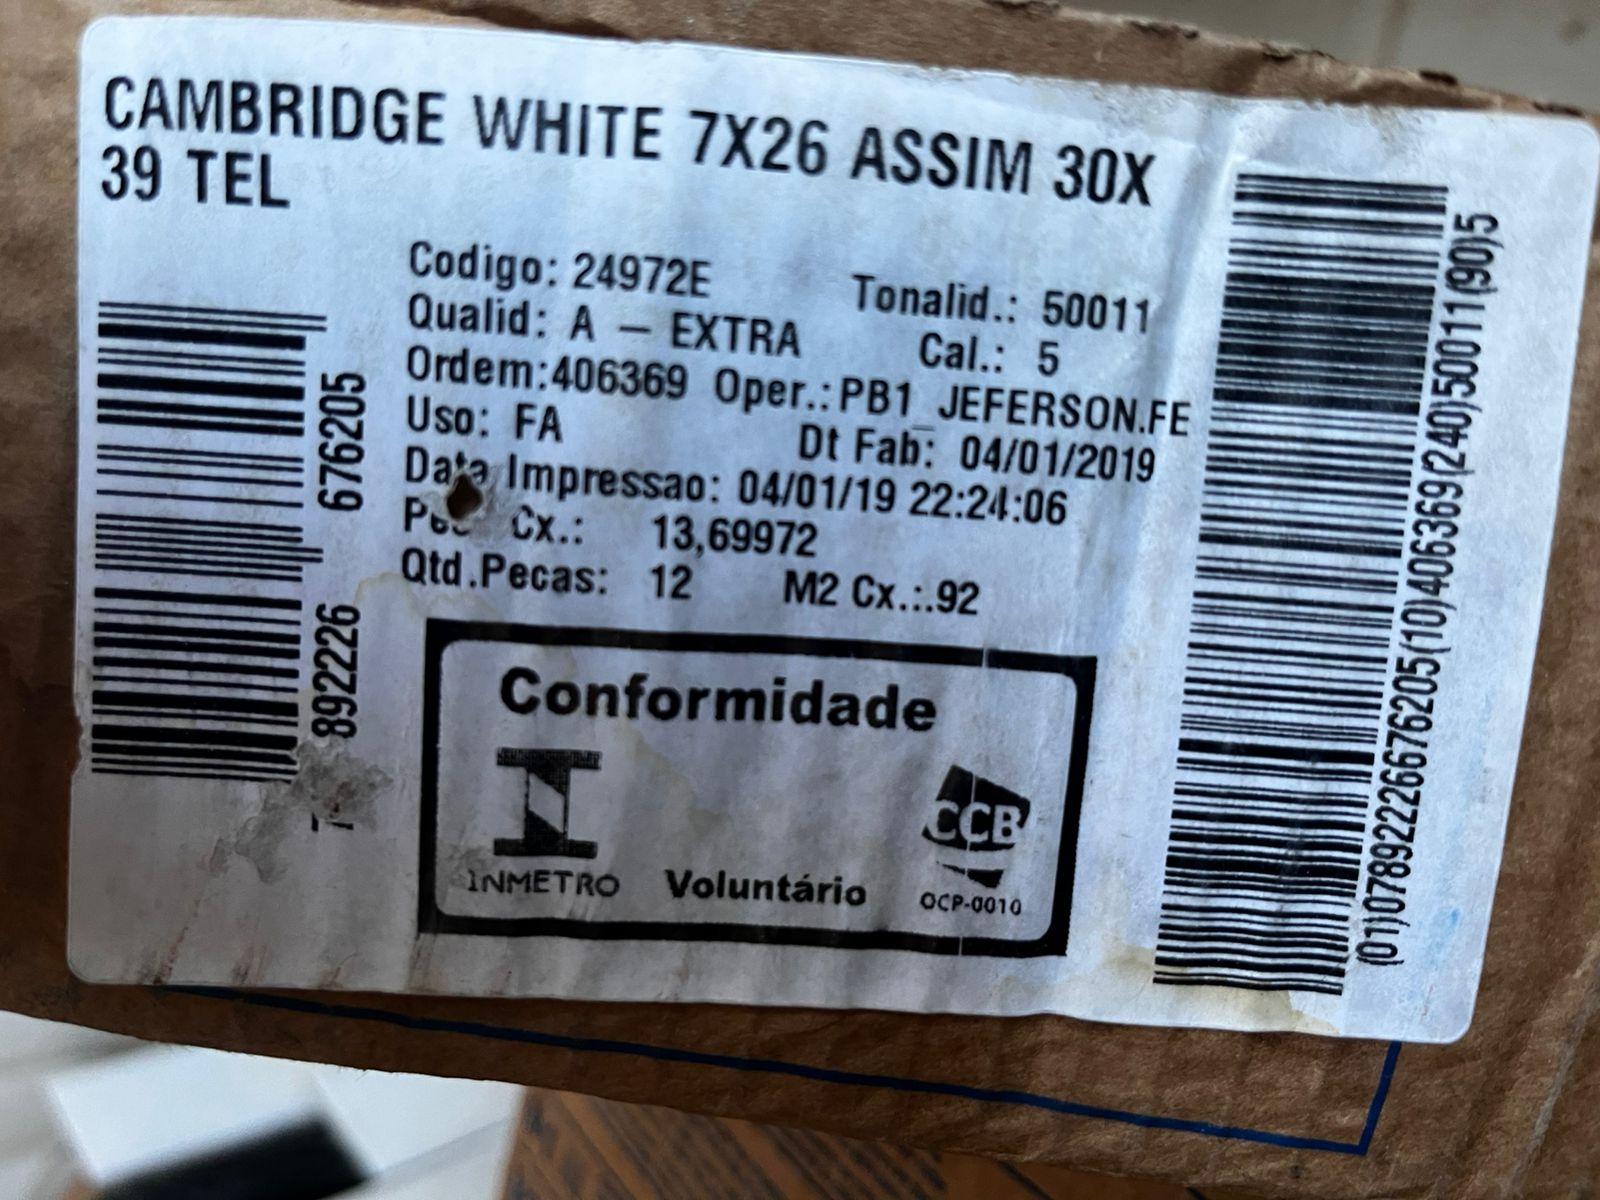 CAMBRIDGE WHITE 7X26 ASSIM 30X
39 TEL
Codigo: 24972E Tonalid.: 50011
Qualid: A – EXTRA Cal.: 5
Ordem:406369 Oper.:PB1_JEFERSON.FE
Uso: FA Dt Fab: 04/01/2019
Data Impressao: 04/01/19 22:24:06
Cx.: 13,69972
Qtd.Pecas: 12 M2 Cx.:.92
7 892226 676205
Conformidade
INMETRO
Voluntário
CCB
OCP-0010
(01)07892226676205(10)406369(240)50011(90)5